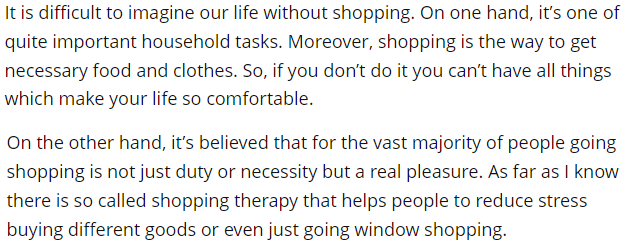 It is difficult to imagine our life without shopping. On one hand, it’s one of
quite important household tasks. Moreover, shopping is the way to get
necessary food and clothes. So, if you don’t do it you can’t have all things
which make your life so comfortable.
On the other hand, it’s believed that for the vast majority of people going
shopping is not just duty or necessity but a real pleasure. As far as I know
there is so called shopping therapy that helps people to reduce stress
buying different goods or even just going window shopping.